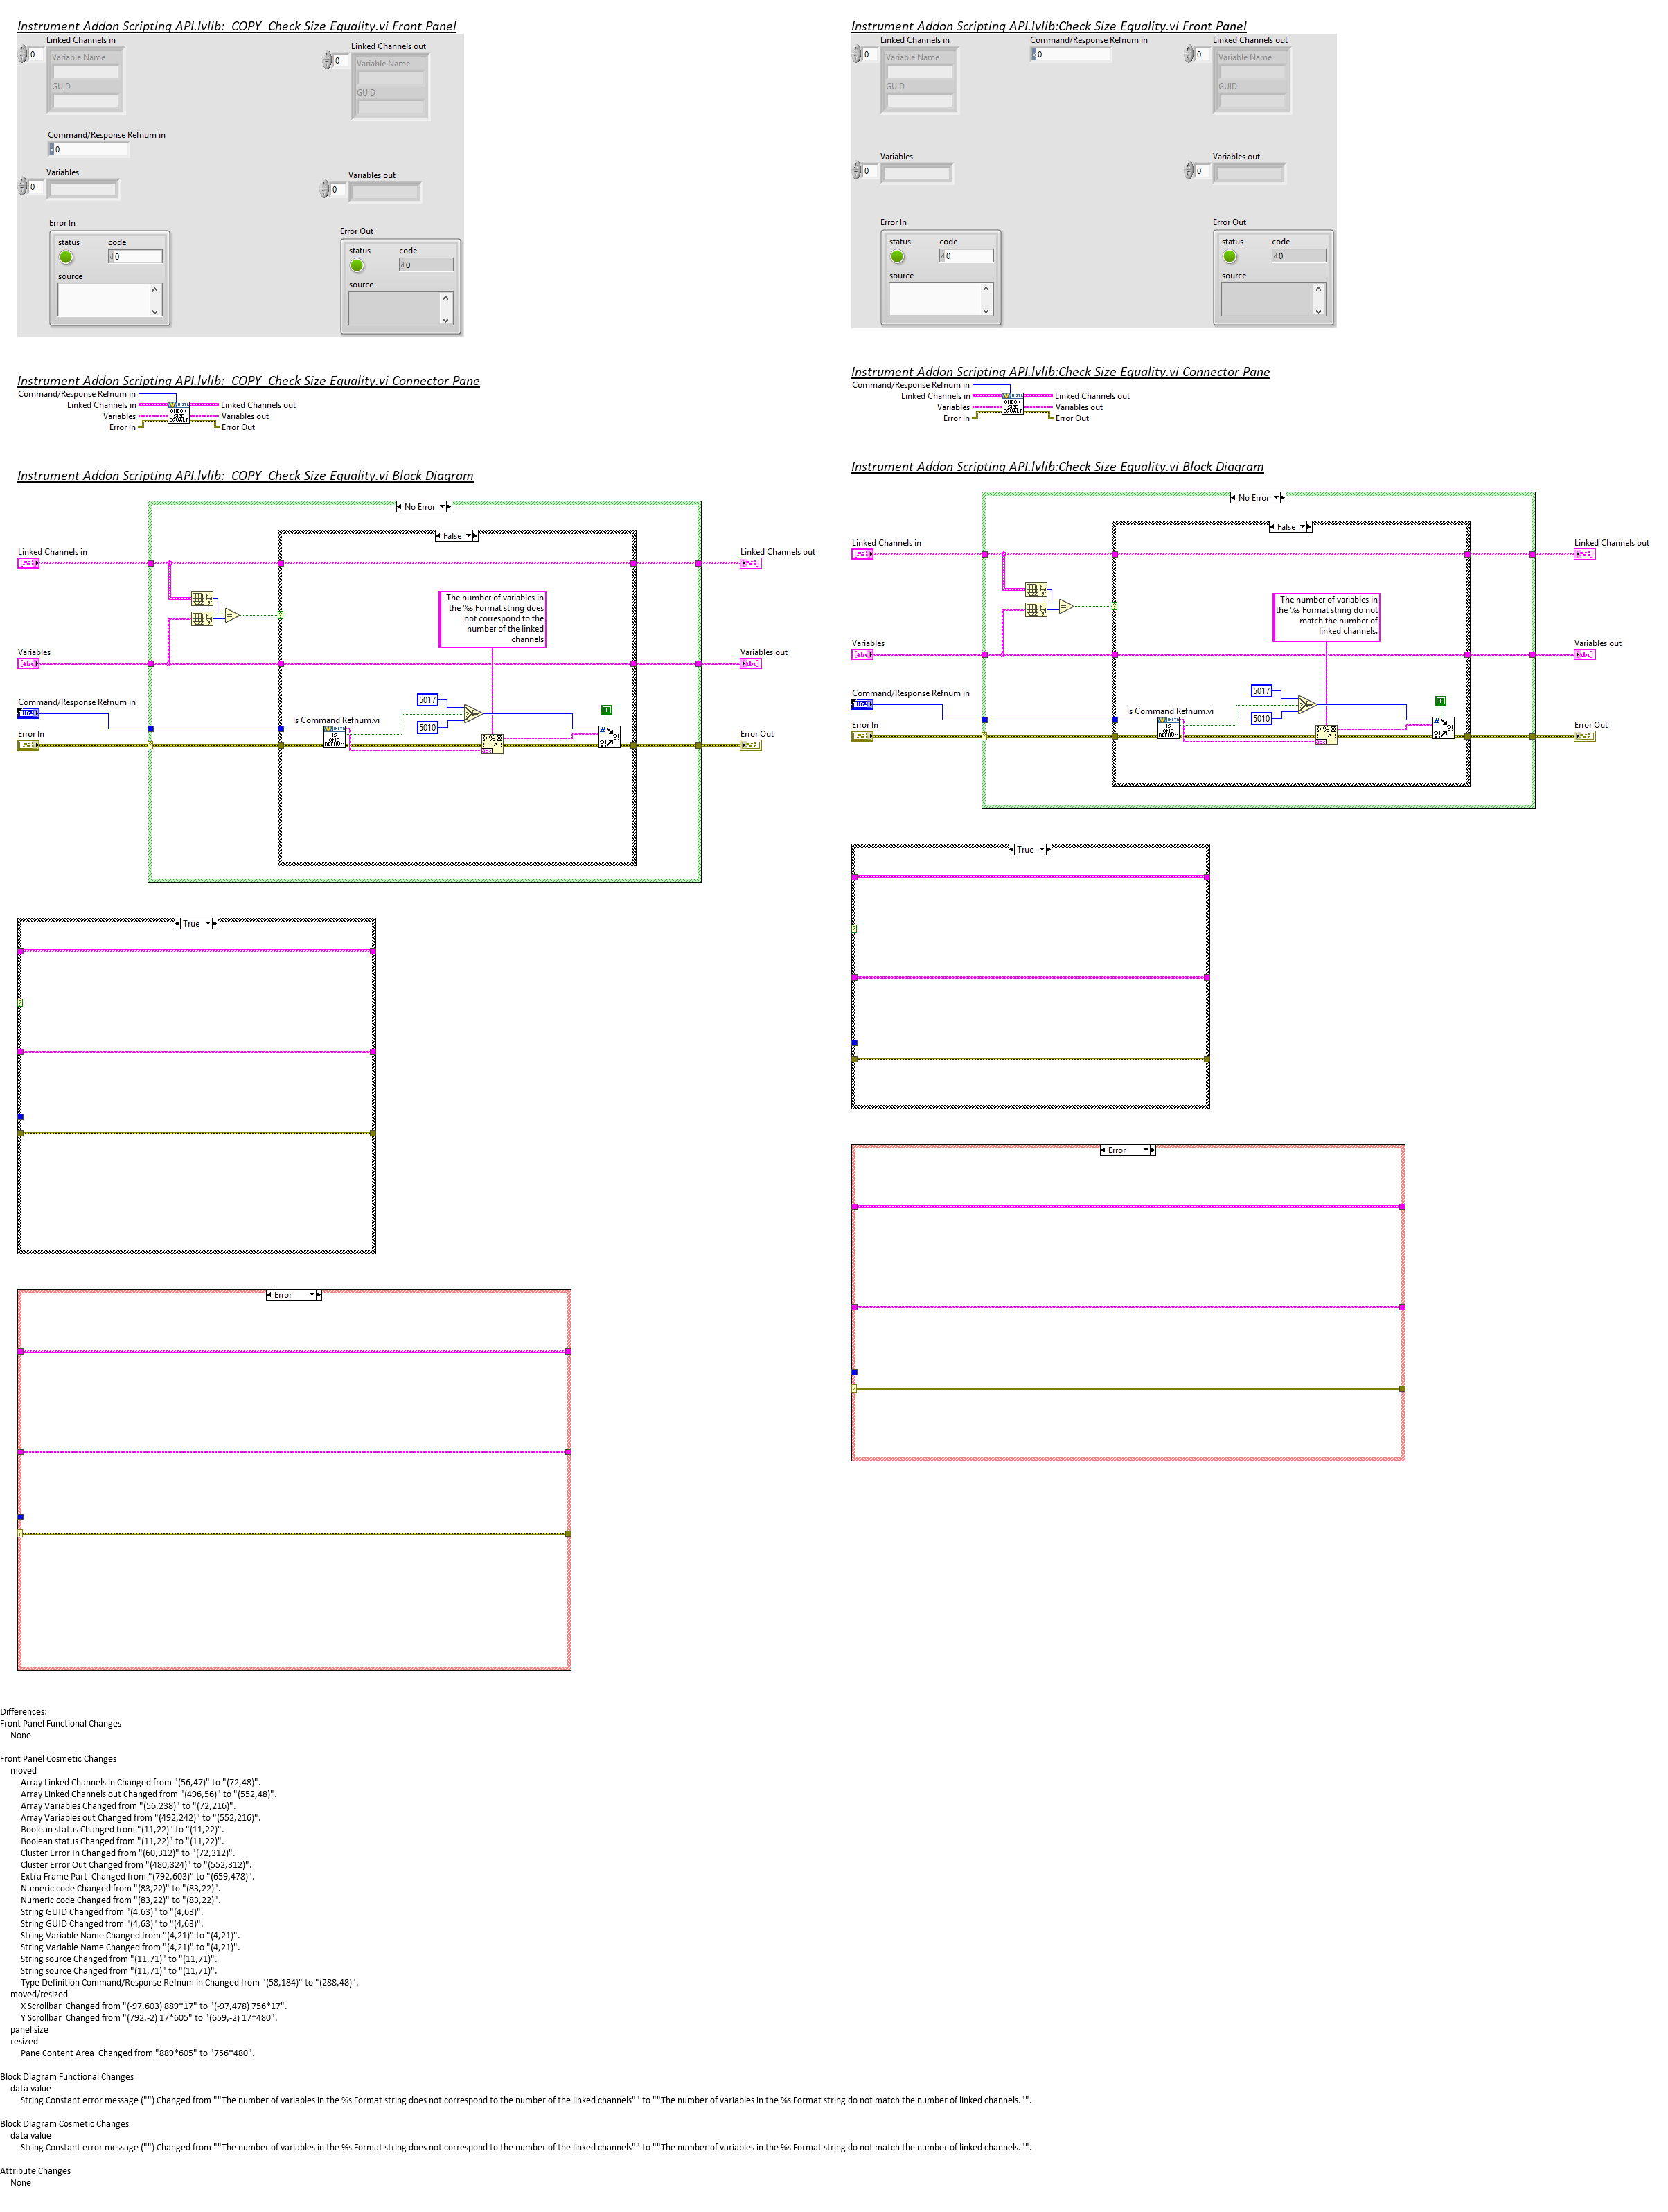 Instrument Addon Scripting API.lvlib:_COPY_Check Size Equality.vi Front Panel
Linked Channels in
0
Variable Name
GUID
Linked Channels out
0
Variable Name
GUID
Command/Response Refnum in
0
Variables
0
Variables out
0
Error In
status
code
d 0
source
Error Out
status
code
d 0
source
Instrument Addon Scripting API.lvlib:_COPY_Check Size Equality.vi Connector Pane
Command/Response Refnum in
Linked Channels in
Variables
Error In
CHECK
SIZE
EQUALT
Linked Channels out
Variables out
Error Out
Instrument Addon Scripting API.lvlib:_COPY_Check Size Equality.vi Block Diagram
No Error
False
Linked Channels in
Linked Channels out
The number of variables in
the %s Format string does
not correspond to the
number of the linked
channels
Variables
abc
Variables out
abc
Command/Response Refnum in
Is Command Refnum.vi
IS
CMD
REFNUM
5017
5010
T
Error In
Error Out
True
Error
Instrument Addon Scripting API.lvlib:Check Size Equality.vi Front Panel
Linked Channels in
0
Variable Name
GUID
Command/Response Refnum in
0
Linked Channels out
0
Variable Name
GUID
Variables
0
Variables out
0
Error In
status
code
d 0
source
Error Out
status
code
d 0
source
Instrument Addon Scripting API.lvlib:Check Size Equality.vi Connector Pane
Command/Response Refnum in
Linked Channels in
Variables
Error In
CHECK
SIZE
EQUALT
Linked Channels out
Variables out
Error Out
Instrument Addon Scripting API.lvlib:Check Size Equality.vi Block Diagram
No Error
False
Linked Channels in
Linked Channels out
The number of variables in
the %s Format string do not
match the number of
linked channels.
Variables
abc
Variables out
abc
Command/Response Refnum in
Is Command Refnum.vi
IS
CMD
REFNUM
5017
5010
T
Error In
Error Out
True
Error
Differences:
Front Panel Functional Changes
None
Front Panel Cosmetic Changes
moved
Array Linked Channels in Changed from "(56,47)" to "(72,48)".
Array Linked Channels out Changed from "(496,56)" to "(552,48)".
Array Variables Changed from "(56,238)" to "(72,216)".
Array Variables out Changed from "(492,242)" to "(552,216)".
Boolean status Changed from "(11,22)" to "(11,22)".
Boolean status Changed from "(11,22)" to "(11,22)".
Cluster Error In Changed from "(60,312)" to "(72,312)".
Cluster Error Out Changed from "(480,324)" to "(552,312)".
Extra Frame Part  Changed from "(792,603)" to "(659,478)".
Numeric code Changed from "(83,22)" to "(83,22)".
Numeric code Changed from "(83,22)" to "(83,22)".
String GUID Changed from "(4,63)" to "(4,63)".
String GUID Changed from "(4,63)" to "(4,63)".
String Variable Name Changed from "(4,21)" to "(4,21)".
String Variable Name Changed from "(4,21)" to "(4,21)".
String source Changed from "(11,71)" to "(11,71)".
String source Changed from "(11,71)" to "(11,71)".
Type Definition Command/Response Refnum in Changed from "(58,184)" to "(288,48)".
moved/resized
X Scrollbar  Changed from "(-97,603) 889*17" to "(-97,478) 756*17".
Y Scrollbar  Changed from "(792,-2) 17*605" to "(659,-2) 17*480".
panel size
resized
Pane Content Area  Changed from "889*605" to "756*480".
Block Diagram Functional Changes
data value
String Constant error message ("") Changed from ""The number of variables in the %s Format string does not correspond to the number of the linked channels"" to ""The number of variables in the %s Format string do not match the number of linked channels."".
Block Diagram Cosmetic Changes
data value
String Constant error message ("") Changed from ""The number of variables in the %s Format string does not correspond to the number of the linked channels"" to ""The number of variables in the %s Format string do not match the number of linked channels."".
Attribute Changes
None